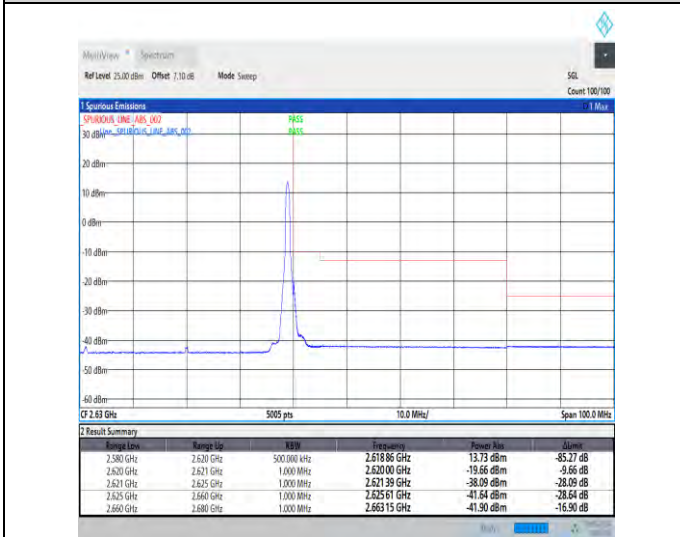 MultiView Spectrum
Ref Level 25.00 dBm Offset 7.10 dB Mode Sweep SGL
Count 100/100
1 Spurious Emissions 1 Max
SPURIOUS_LINE_ABS_002 PASS
30 dBm Line _SPURIOUS_LINE_ABS_002 PASS
20 dBm
10 dBm
0 dBm
-10 dBm
-20 dBm
-30 dBm
-40 dBm
-50 dBm
-60 dBm
CF 2.63 GHz 5005 pts 10.0 MHz/ Span 100.0 MHz
2 Result Summary
Range Low Range Up RBW Frequency Power Abs ΔLimit
2.580 GHz 2.620 GHz 500.000 kHz 2.618 86 GHz 13.73 dBm -85.27 dB
2.620 GHz 2.621 GHz 1.000 MHz 2.620 00 GHz -19.66 dBm -9.66 dB
2.621 GHz 2.625 GHz 1.000 MHz 2.621 39 GHz -38.09 dBm -28.09 dB
2.625 GHz 2.660 GHz 1.000 MHz 2.625 61 GHz -41.64 dBm -28.64 dB
2.660 GHz 2.680 GHz 1.000 MHz 2.663 15 GHz -41.90 dBm -16.90 dB